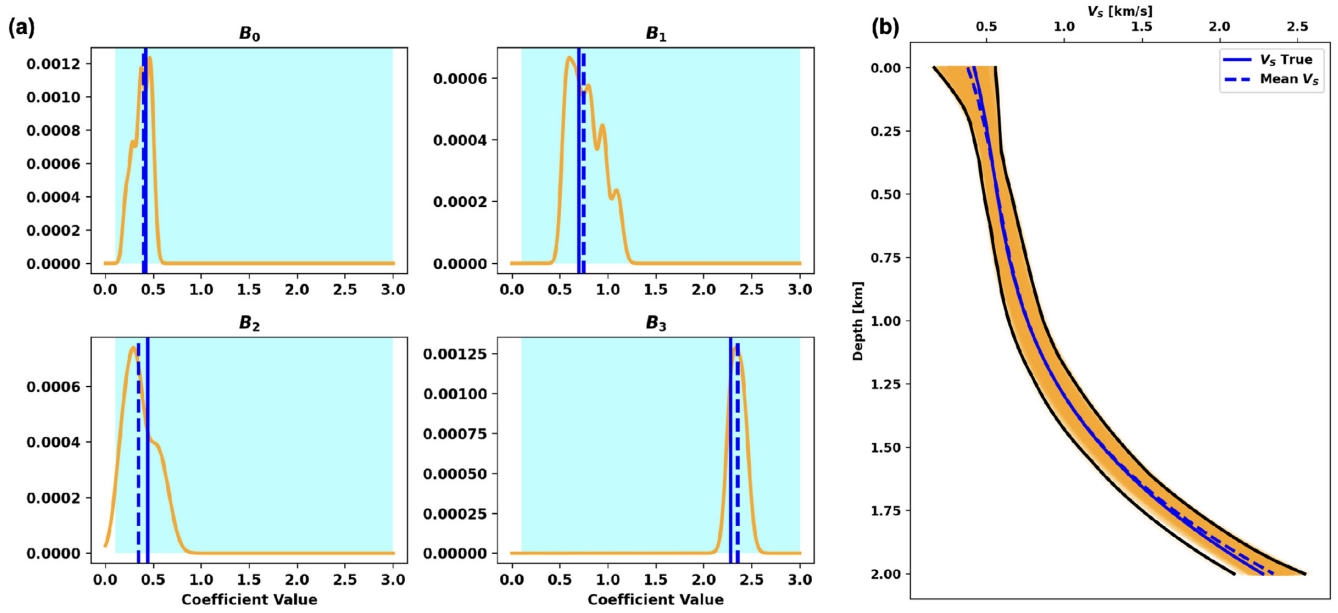 (a)
B0
B1
0.0012
0.0010
0.0008
0.0006
0.0004
0.0002
0.0000
0.0 0.5 1.0 1.5 2.0 2.5 3.0
0.0006
0.0004
0.0002
0.0000
0.0 0.5 1.0 1.5 2.0 2.5 3.0
B2
B3
0.0006
0.0004
0.0002
0.0000
0.0 0.5 1.0 1.5 2.0 2.5 3.0
Coefficient Value
0.00125
0.00100
0.00075
0.00050
0.00025
0.00000
0.0 0.5 1.0 1.5 2.0 2.5 3.0
Coefficient Value
(b)
VS [km/s]
0.5 1.0 1.5 2.0 2.5
VS True
Mean VS
Depth [km]
0.00
0.25
0.50
0.75
1.00
1.25
1.50
1.75
2.00